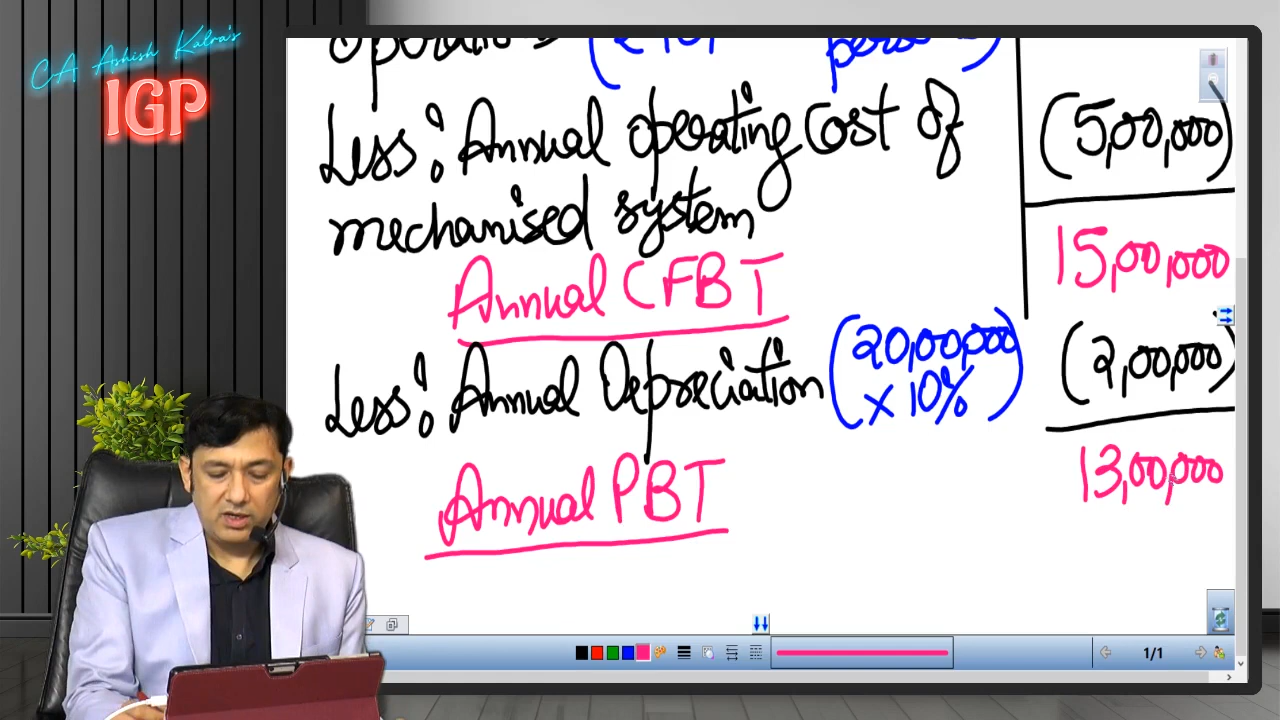 CA Ashish Kalra's
IGP
Less: Annual operating Cost of
mechanised system
(5,00,000)
Annual CFBT
15,00,000
Less: Annual Depreciation (20,00,000
x 10%)
(2,00,000)
Annual PBT
13,00,000
1/1